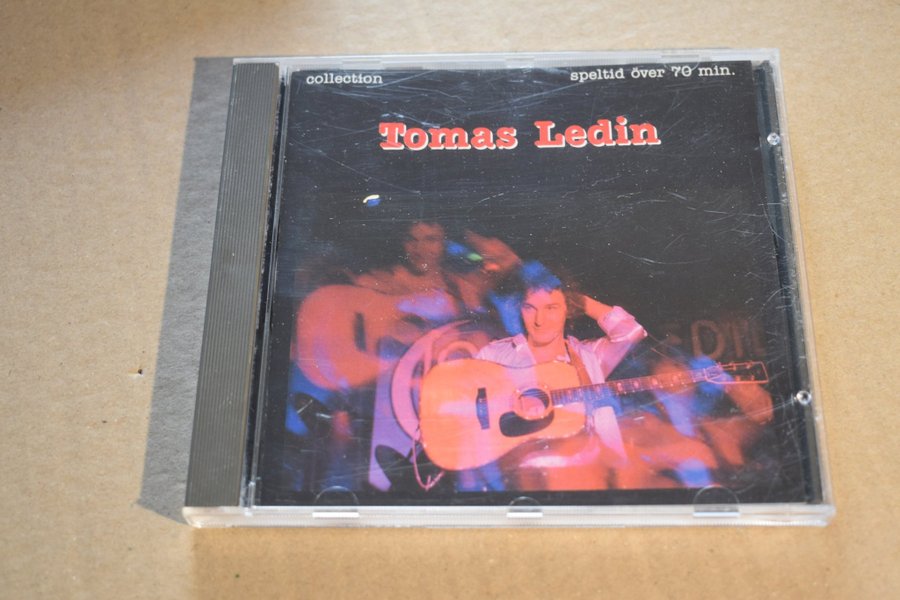 collection
speltid över 70 min.
Tomas Ledin